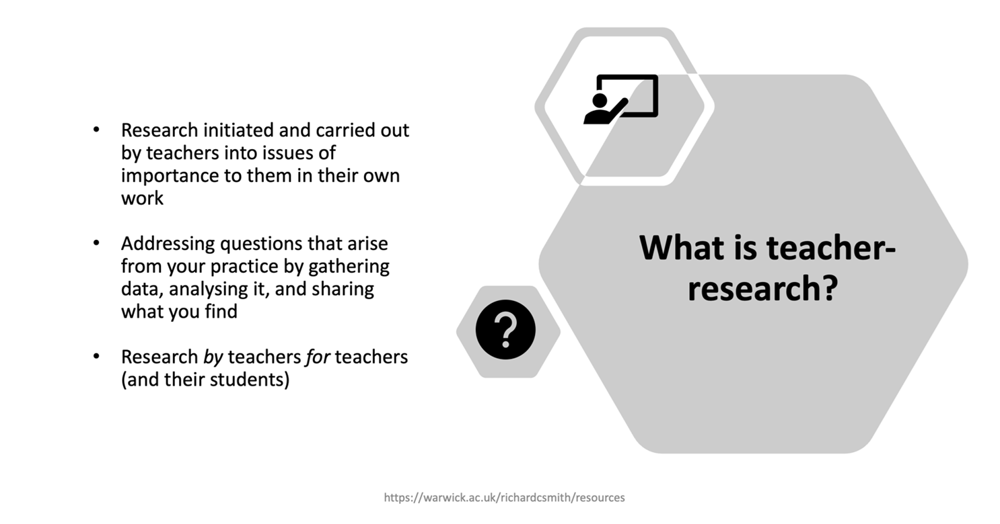 • Research initiated and carried out
by teachers into issues of
importance to them in their own
work
• Addressing questions that arise
from your practice by gathering
data, analysing it, and sharing
what you find
• Research by teachers for teachers
(and their students)
?
What is teacher-
research?
https://warwick.ac.uk/richardcsmith/resources